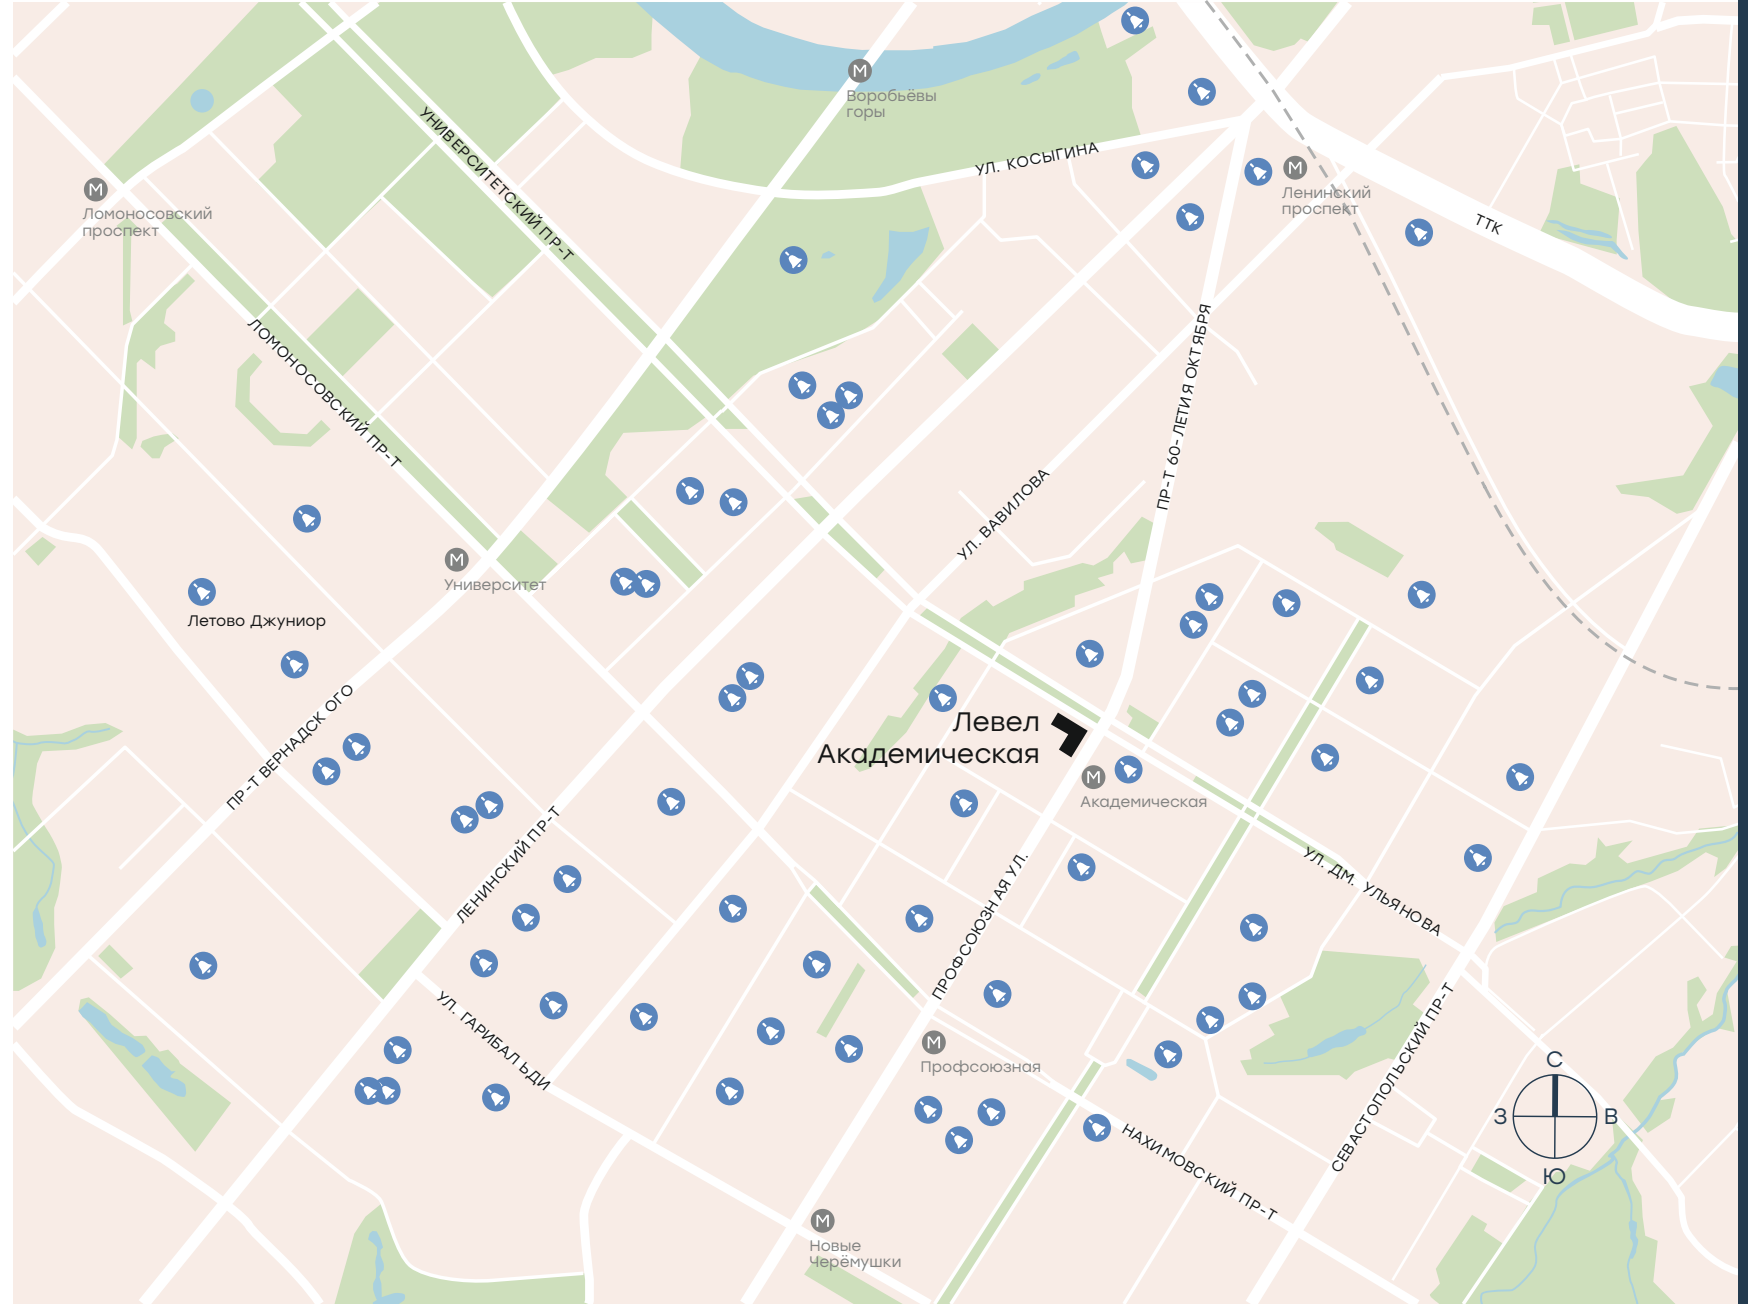 М
Воробьёвы
горы
УНИВЕРСИТЕТСКИЙ ПР-Т
УЛ. КОСЫГИНА
М
Ломоносовский
проспект
М
Ленинский
проспект
ТТК
ЛОМОНОСОВСКИЙ ПР-Т
ПР-Т 60-ЛЕТИЯ ОКТЯБРЯ
УЛ. ВАВИЛОВА
М
Университет
Летово Джуниор
ПР-Т ВЕРНАДСКОГО
Левел
Академическая
М
Академическая
ЛЕНИНСКИЙ ПР-Т
УЛ. ДМ. УЛЬЯНОВА
ПРОФСОЮЗНАЯ УЛ.
УЛ. ГАРИБАЛЬДИ
М
Профсоюзная
СЕВАСТОПОЛЬСКИЙ ПР-Т
С
З
В
Ю
НАХИМОВСКИЙ ПР-Т
М
Новые
Черёмушки